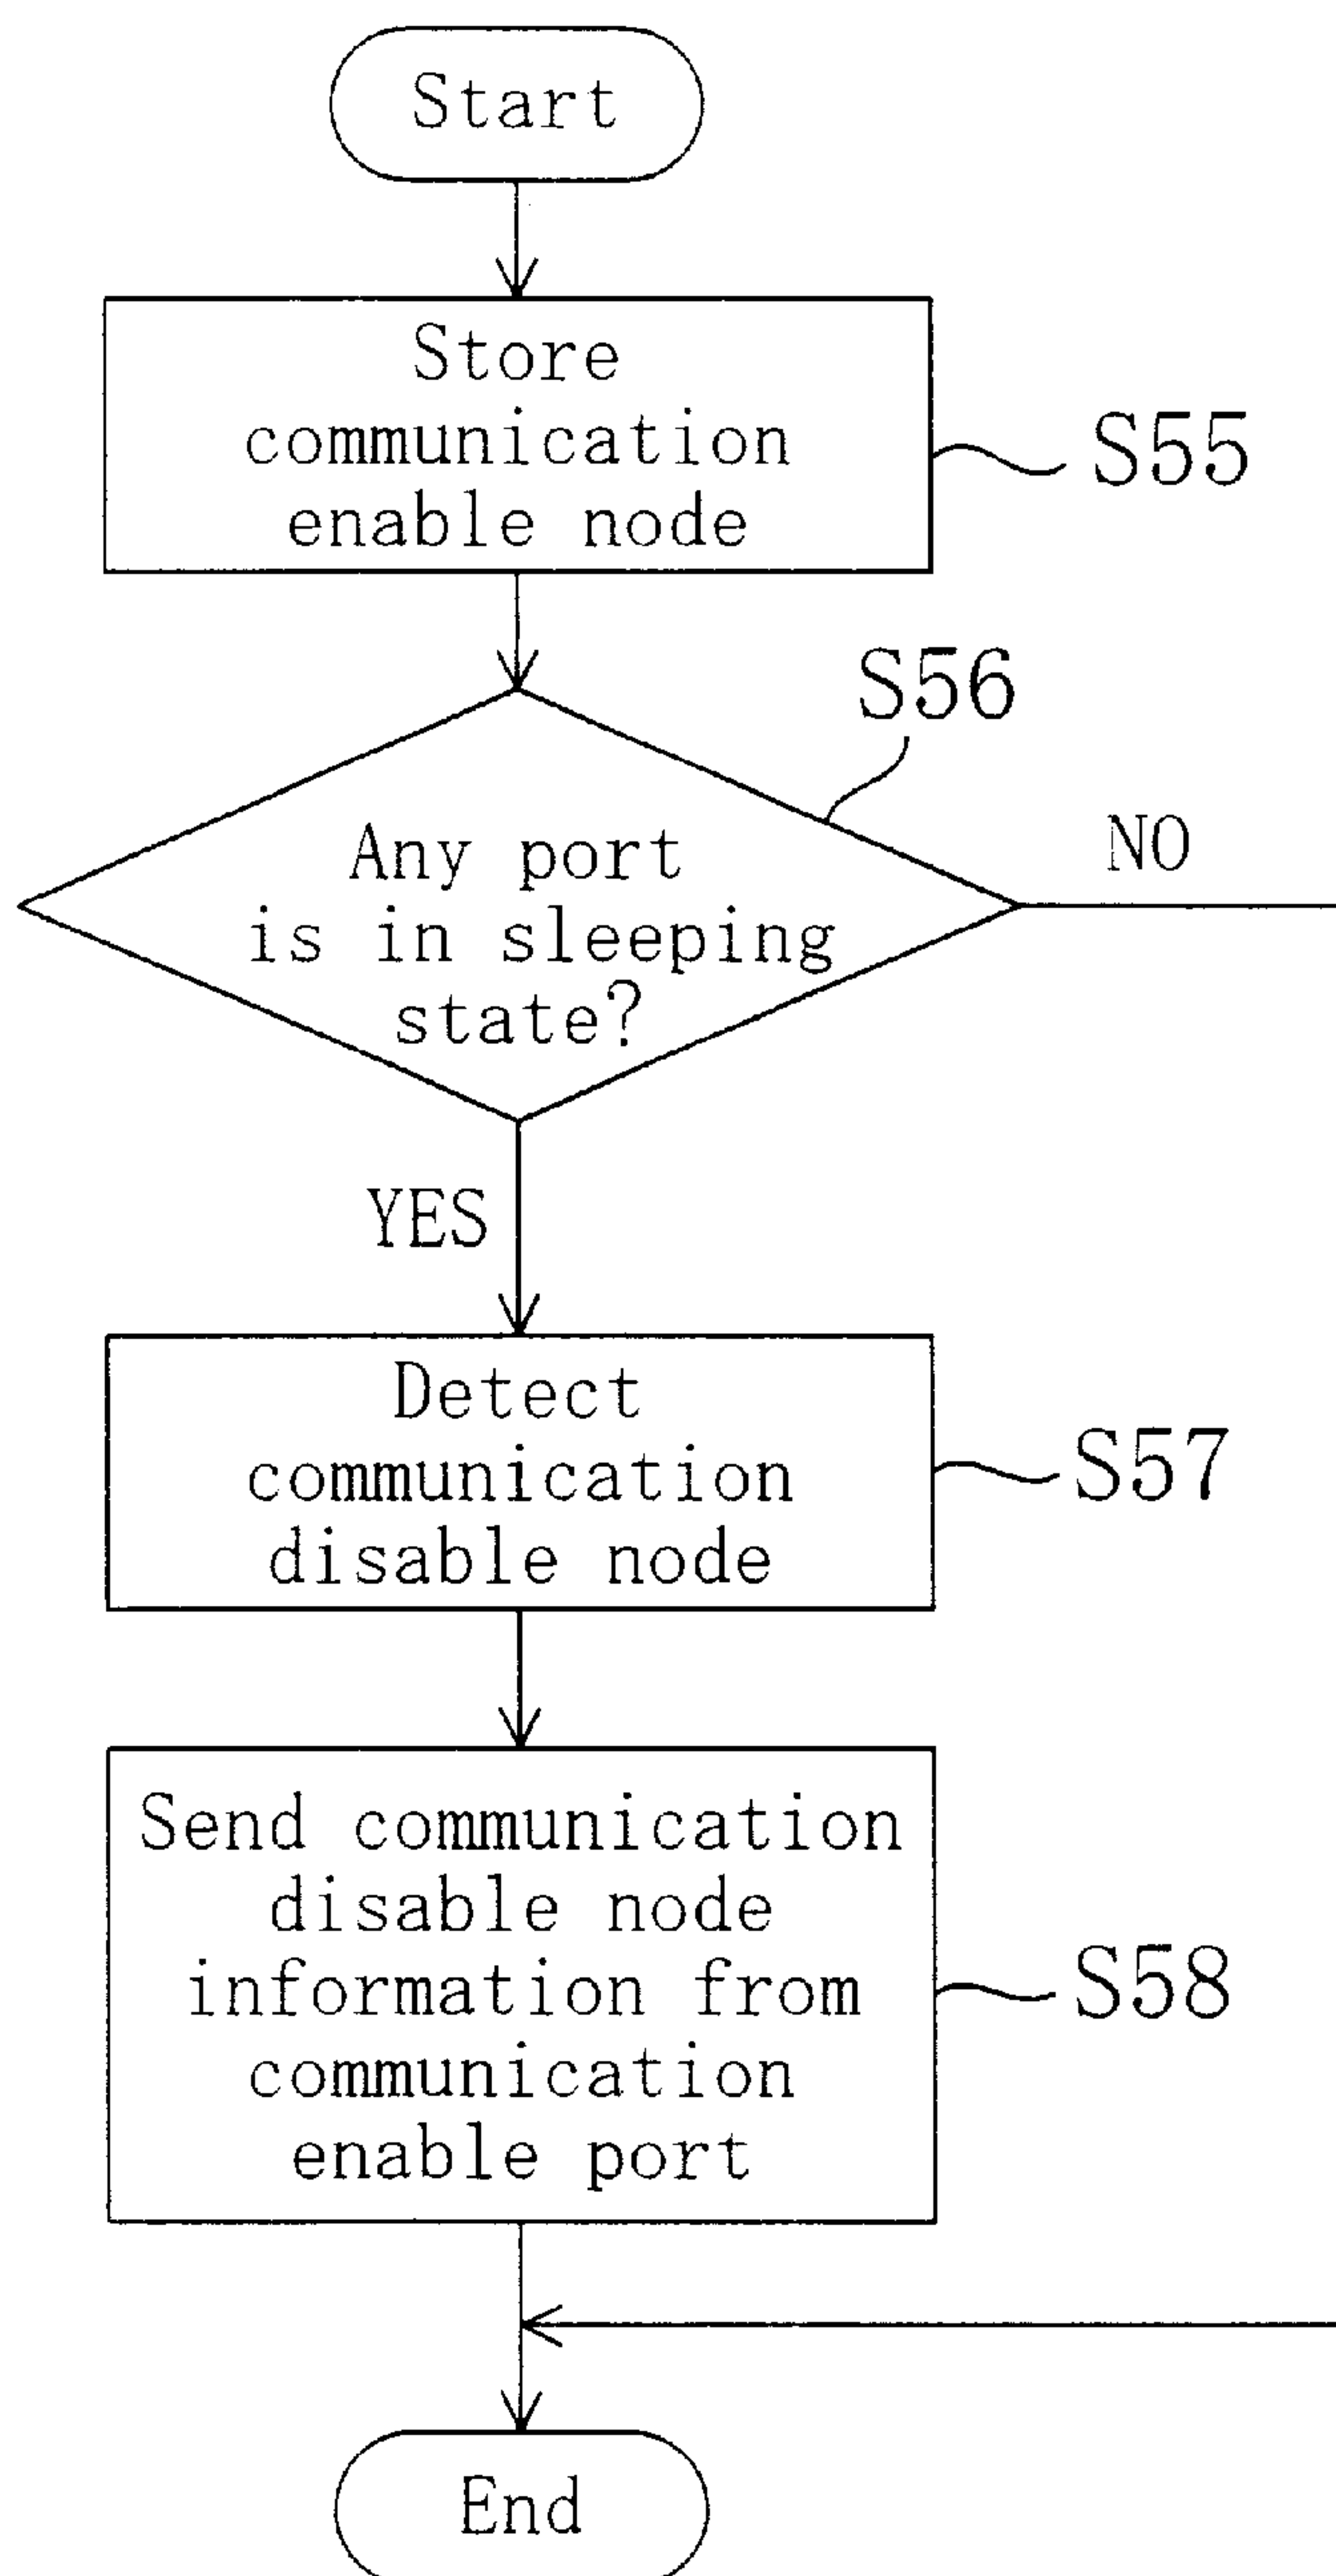 Start
Store
communication
enable node
S55
S56
Any port
is in sleeping
state?
NO
YES
Detect
communication
disable node
S57
Send communication
disable node
information from
communication
enable port
S58
End